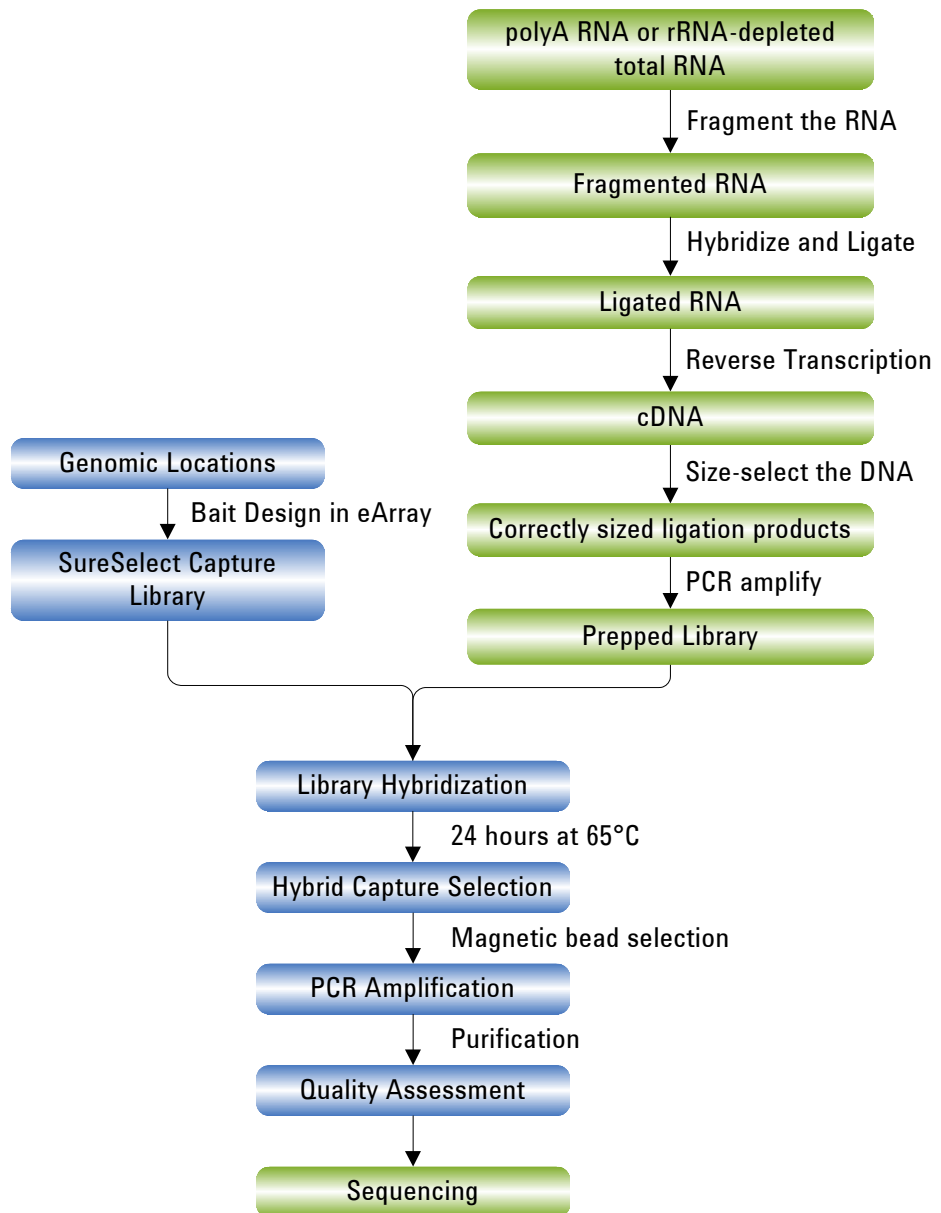 polyA RNA or rRNA-depleted
total RNA
Fragment the RNA
Fragmented RNA
Hybridize and Ligate
Ligated RNA
Reverse Transcription
cDNA
Size-select the DNA
Correctly sized ligation products
PCR amplify
Prepped Library
Genomic Locations
Bait Design in eArray
SureSelect Capture
Library
Library Hybridization
24 hours at 65°C
Hybrid Capture Selection
Magnetic bead selection
PCR Amplification
Purification
Quality Assessment
Sequencing